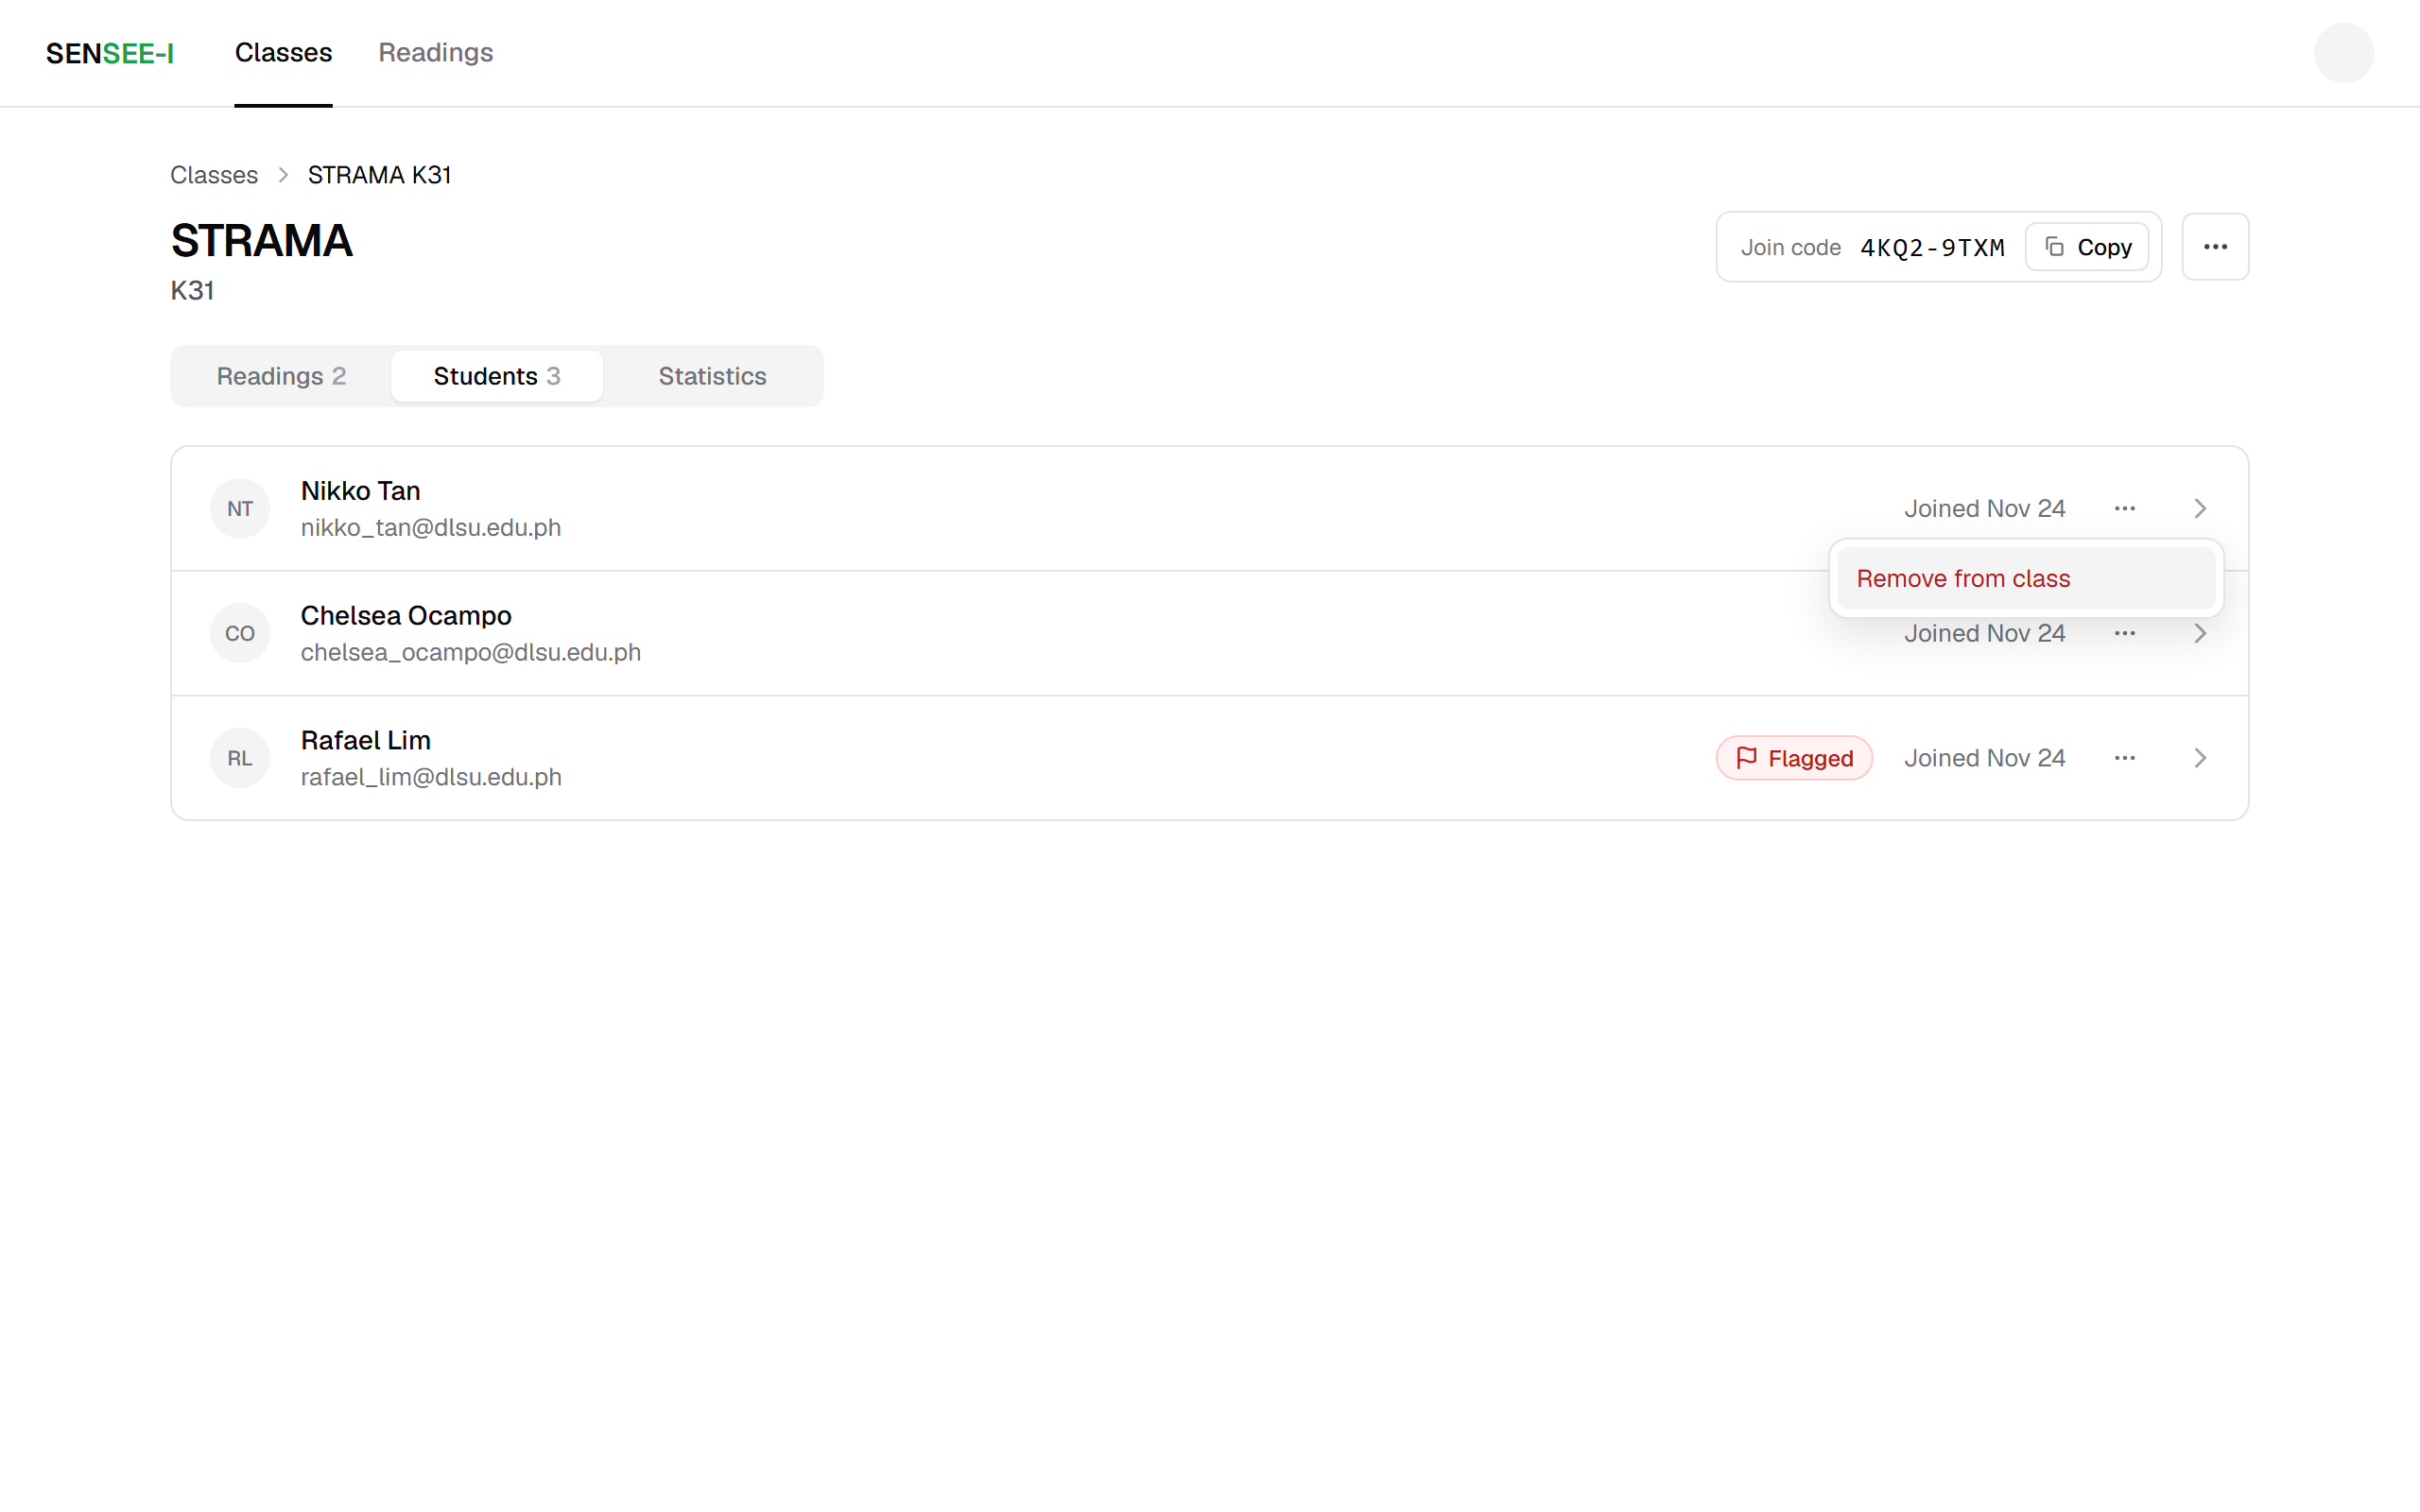 SENSEE-I Classes Readings
Classes > STRAMA K31
STRAMA
K31
Join code 4KQ2-9TXM Copy
Readings 2 Students 3 Statistics
NT
Nikko Tan
nikko_tan@dlsu.edu.ph
Joined Nov 24
Remove from class
CO
Chelsea Ocampo
chelsea_ocampo@dlsu.edu.ph
Joined Nov 24
RL
Rafael Lim
rafael_lim@dlsu.edu.ph
Flagged
Joined Nov 24